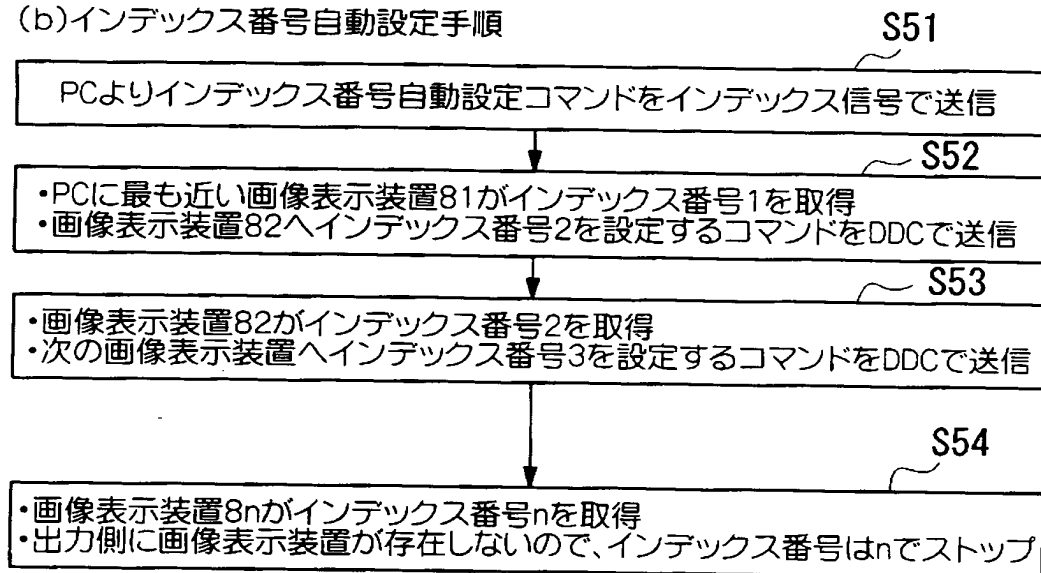 (b)インデックス番号自動設定手順
S51
PCよりインデックス番号自動設定コマンドをインデックス信号で送信
S52
・PCに最も近い画像表示装置81がインデックス番号1を取得
・画像表示装置82へインデックス番号2を設定するコマンドをDDCで送信
S53
・画像表示装置82がインデックス番号2を取得
・次の画像表示装置へインデックス番号3を設定するコマンドをDDCで送信
S54
・画像表示装置8nがインデックス番号nを取得
・出力側に画像表示装置が存在しないので、インデックス番号はnでストップ